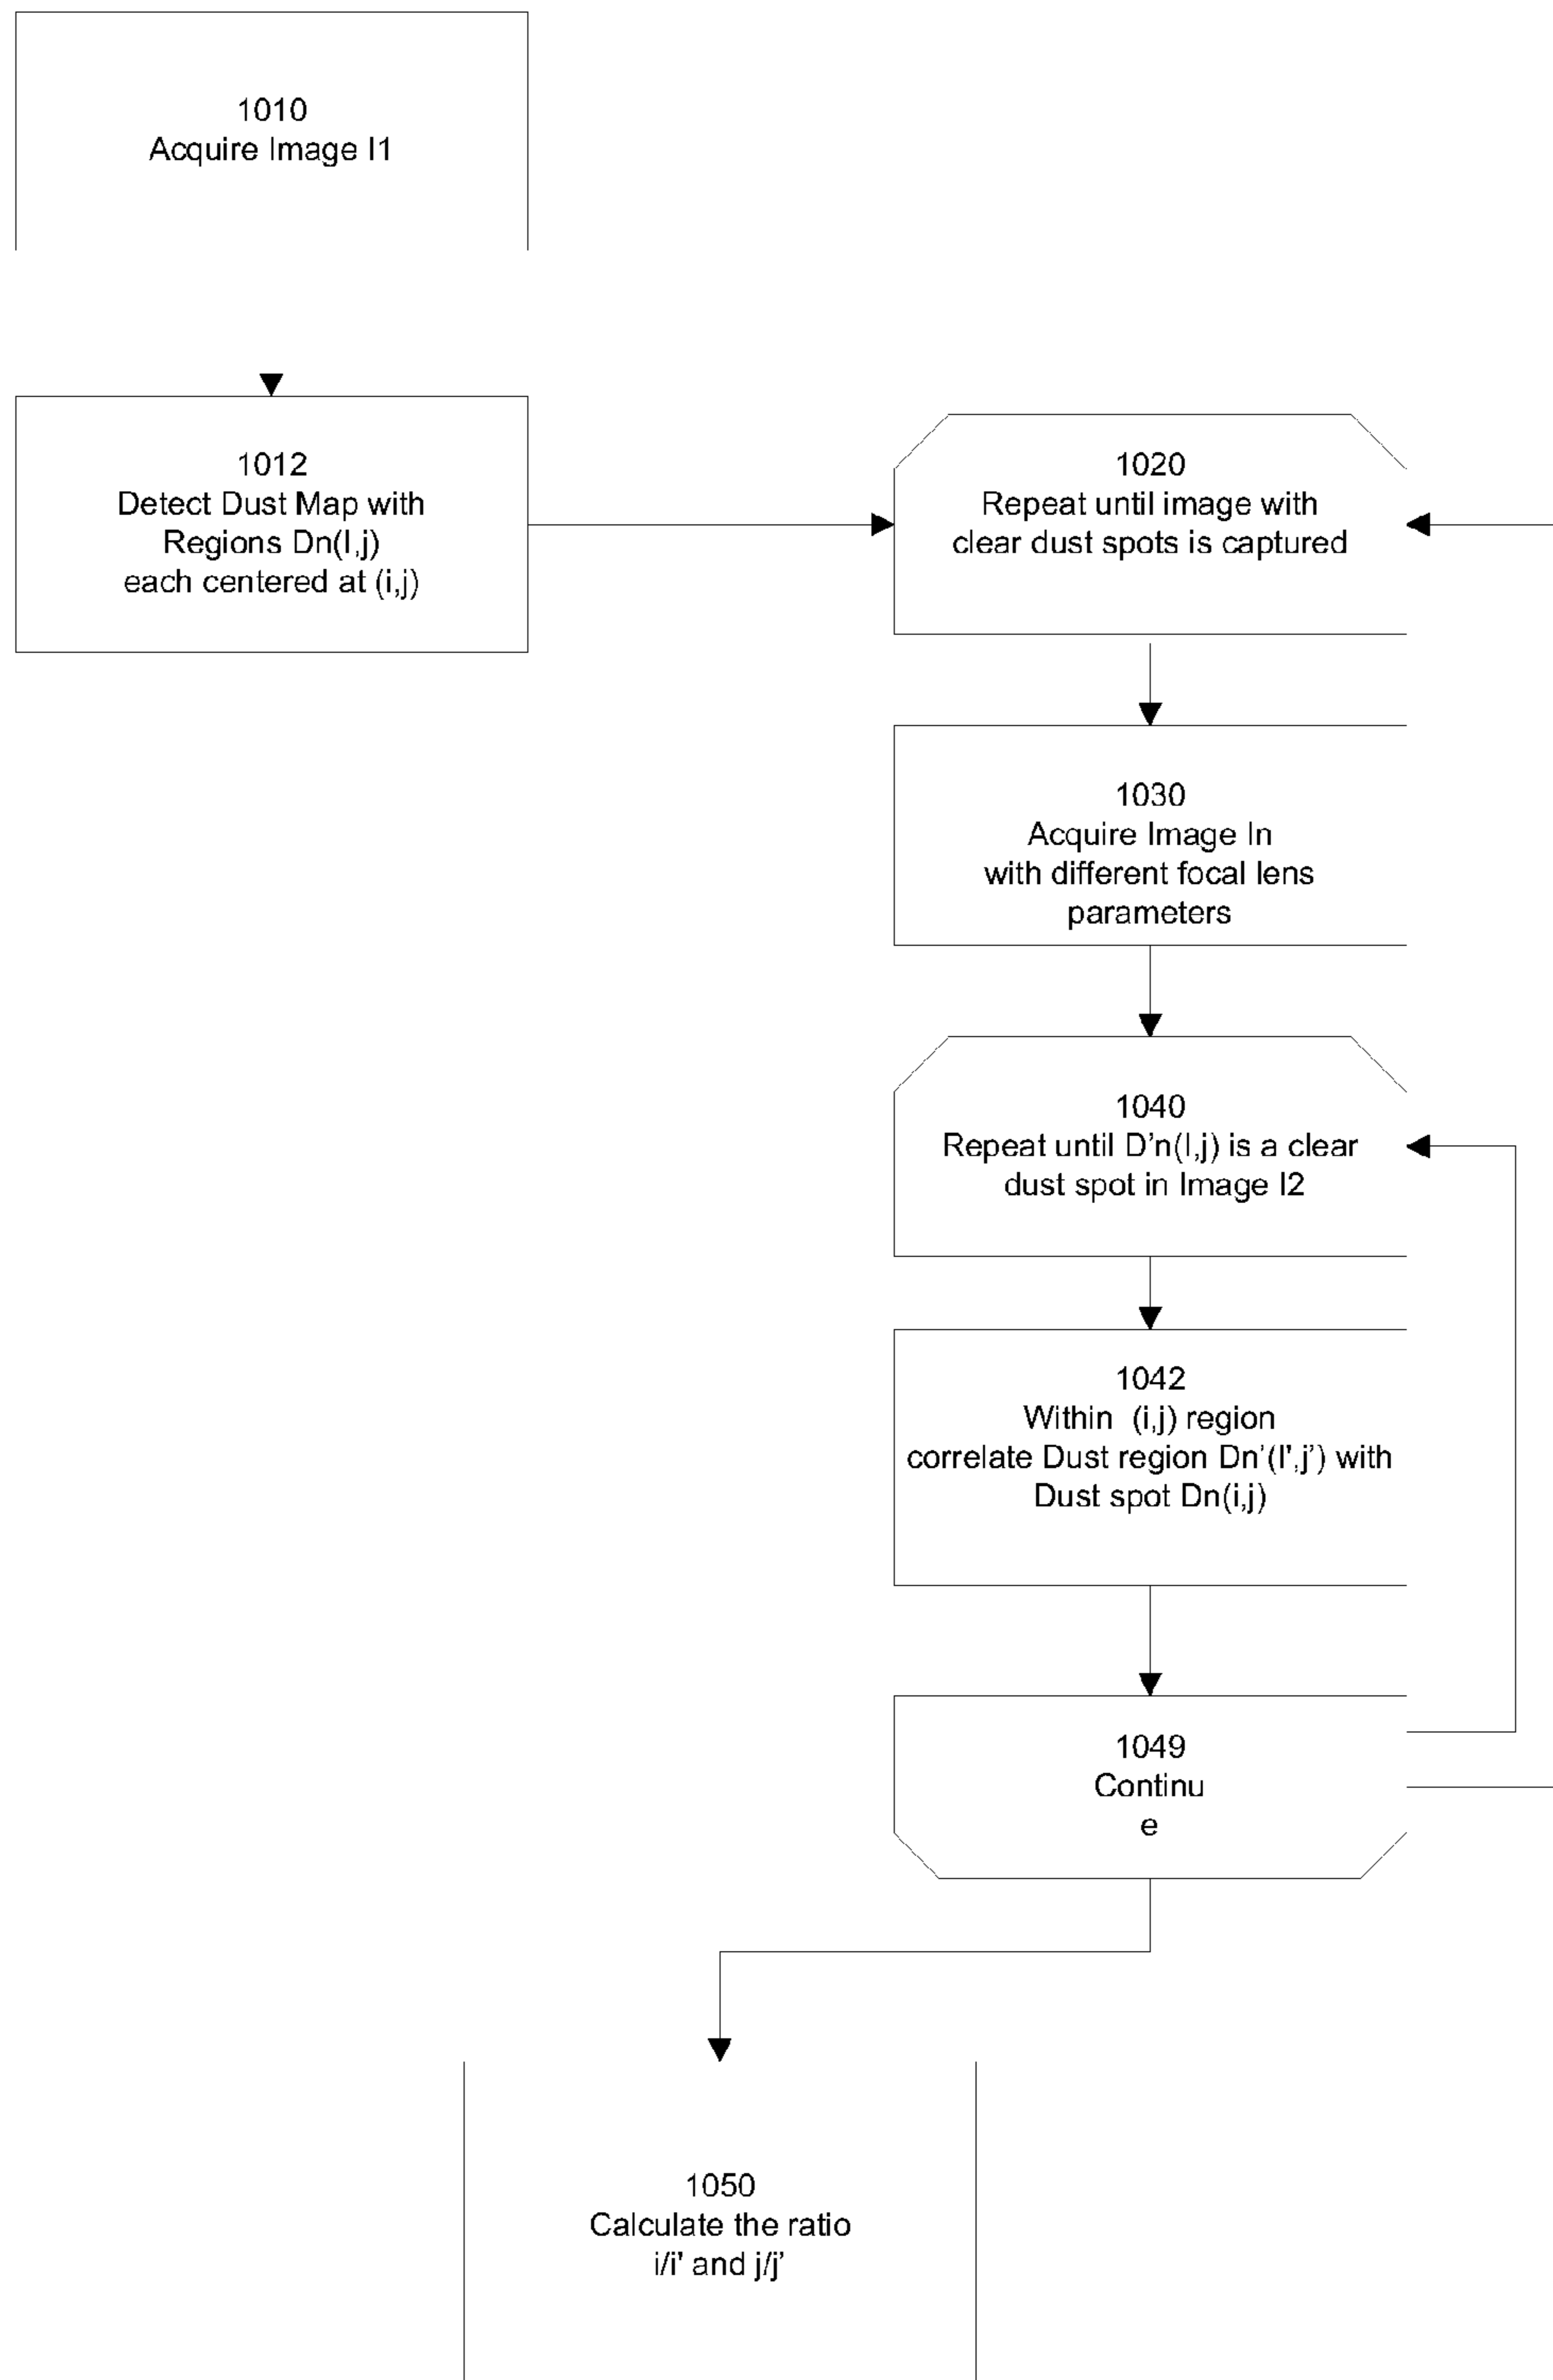 1010
Acquire Image I1
1012
Detect Dust Map with
Regions Dn(I,j)
each centered at (i,j)
1020
Repeat until image with
clear dust spots is captured
1030
Acquire Image In
with different focal lens
parameters
1040
Repeat until D'n(I,j) is a clear
dust spot in Image I2
1042
Within (i,j) region
correlate Dust region Dn'(I',j') with
Dust spot Dn(i,j)
1049
Continu
e
1050
Calculate the ratio
i/i' and j/j'